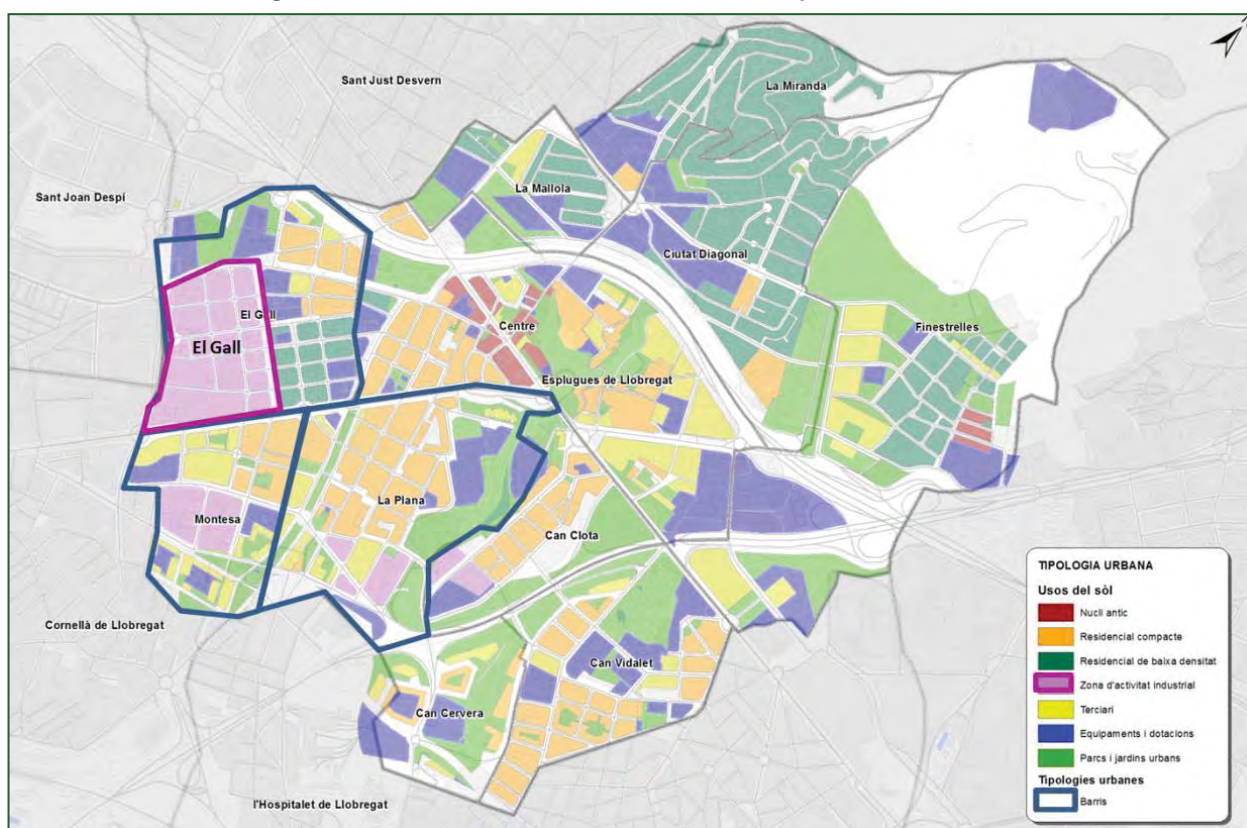 Sant Just Desvern
La Miranda
Sant Joan Despí
La Mallola
Ciutat Diagonal
El Gall
El Gall
Centre
Finestrelles
Esplugues de Llobregat
La Plana
Montesa
Can Clota
Cornellà de Llobregat
Can Vidalet
Can Cervera
l'Hospitalet de Llobregat
TIPOLOGIA URBANA
Usos del sòl
Nucli antic
Residencial compacte
Residencial de baixa densitat
Zona d'activitat industrial
Terciari
Equipaments i dotacions
Parcs i jardins urbans
Tipologies urbanes
Barris